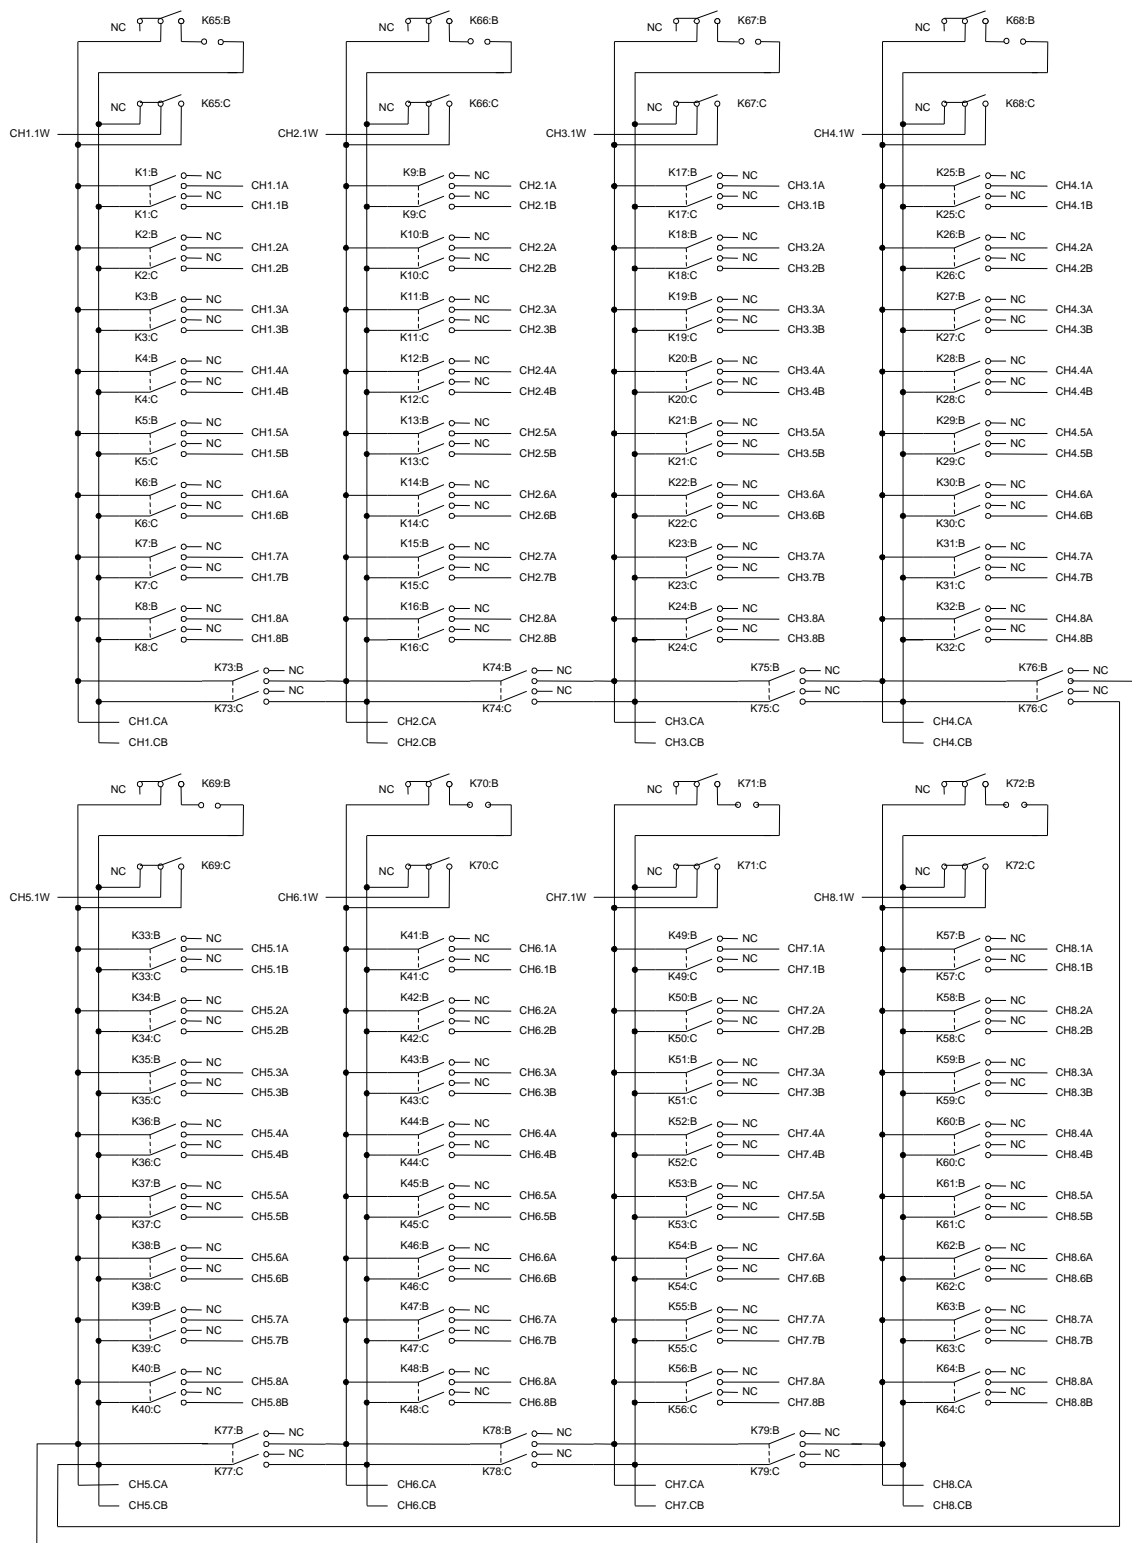 NC K65:B NC K66:B NC K67:B NC K68:B
NC K65:C NC K66:C NC K67:C NC K68:C
CH1.1W CH2.1W CH3.1W CH4.1W
K1:B NC K9:B NC K17:B NC K25:B NC
CH1.1A CH2.1A CH3.1A CH4.1A
NC NC NC NC
K1:C CH1.1B K9:C CH2.1B K17:C CH3.1B K25:C CH4.1B
K2:B NC K10:B NC K18:B NC K26:B NC
CH1.2A CH2.2A CH3.2A CH4.2A
NC NC NC NC
K2:C CH1.2B K10:C CH2.2B K18:C CH3.2B K26:C CH4.2B
K3:B NC K11:B NC K19:B NC K27:B NC
CH1.3A CH2.3A CH3.3A CH4.3A
NC NC NC NC
K3:C CH1.3B K11:C CH2.3B K19:C CH3.3B K27:C CH4.3B
K4:B NC K12:B NC K20:B NC K28:B NC
CH1.4A CH2.4A CH3.4A CH4.4A
NC NC NC NC
K4:C CH1.4B K12:C CH2.4B K20:C CH3.4B K28:C CH4.4B
K5:B NC K13:B NC K21:B NC K29:B NC
CH1.5A CH2.5A CH3.5A CH4.5A
NC NC NC NC
K5:C CH1.5B K13:C CH2.5B K21:C CH3.5B K29:C CH4.5B
K6:B NC K14:B NC K22:B NC K30:B NC
CH1.6A CH2.6A CH3.6A CH4.6A
NC NC NC NC
K6:C CH1.6B K14:C CH2.6B K22:C CH3.6B K30:C CH4.6B
K7:B NC K15:B NC K23:B NC K31:B NC
CH1.7A CH2.7A CH3.7A CH4.7A
NC NC NC NC
K7:C CH1.7B K15:C CH2.7B K23:C CH3.7B K31:C CH4.7B
K8:B NC K16:B NC K24:B NC K32:B NC
CH1.8A CH2.8A CH3.8A CH4.8A
NC NC NC NC
K8:C CH1.8B K16:C CH2.8B K24:C CH3.8B K32:C CH4.8B
K73:B NC K74:B NC K75:B NC K76:B NC
NC NC NC NC
K73:C K74:C K75:C K76:C
CH1.CA CH2.CA CH3.CA CH4.CA
CH1.CB CH2.CB CH3.CB CH4.CB
NC K69:B NC K70:B NC K71:B NC K72:B
NC K69:C NC K70:C NC K71:C NC K72:C
CH5.1W CH6.1W CH7.1W CH8.1W
K33:B NC K41:B NC K49:B NC K57:B NC
CH5.1A CH6.1A CH7.1A CH8.1A
NC NC NC NC
K33:C CH5.1B K41:C CH6.1B K49:C CH7.1B K57:C CH8.1B
K34:B NC K42:B NC K50:B NC K58:B NC
CH5.2A CH6.2A CH7.2A CH8.2A
NC NC NC NC
K34:C CH5.2B K42:C CH6.2B K50:C CH7.2B K58:C CH8.2B
K35:B NC K43:B NC K51:B NC K59:B NC
CH5.3A CH6.3A CH7.3A CH8.3A
NC NC NC NC
K35:C CH5.3B K43:C CH6.3B K51:C CH7.3B K59:C CH8.3B
K36:B NC K44:B NC K52:B NC K60:B NC
CH5.4A CH6.4A CH7.4A CH8.4A
NC NC NC NC
K36:C CH5.4B K44:C CH6.4B K52:C CH7.4B K60:C CH8.4B
K37:B NC K45:B NC K53:B NC K61:B NC
CH5.5A CH6.5A CH7.5A CH8.5A
NC NC NC NC
K37:C CH5.5B K45:C CH6.5B K53:C CH7.5B K61:C CH8.5B
K38:B NC K46:B NC K54:B NC K62:B NC
CH5.6A CH6.6A CH7.6A CH8.6A
NC NC NC NC
K38:C CH5.6B K46:C CH6.6B K54:C CH7.6B K62:C CH8.6B
K39:B NC K47:B NC K55:B NC K63:B NC
CH5.7A CH6.7A CH7.7A CH8.7A
NC NC NC NC
K39:C CH5.7B K47:C CH6.7B K55:C CH7.7B K63:C CH8.7B
K40:B NC K48:B NC K56:B NC K64:B NC
CH5.8A CH6.8A CH7.8A CH8.8A
NC NC NC NC
K40:C CH5.8B K48:C CH6.8B K56:C CH7.8B K64:C CH8.8B
K77:B NC K78:B NC K79:B NC
NC NC NC
K77:C K78:C K79:C
CH5.CA CH6.CA CH7.CA CH8.CA
CH5.CB CH6.CB CH7.CB CH8.CB